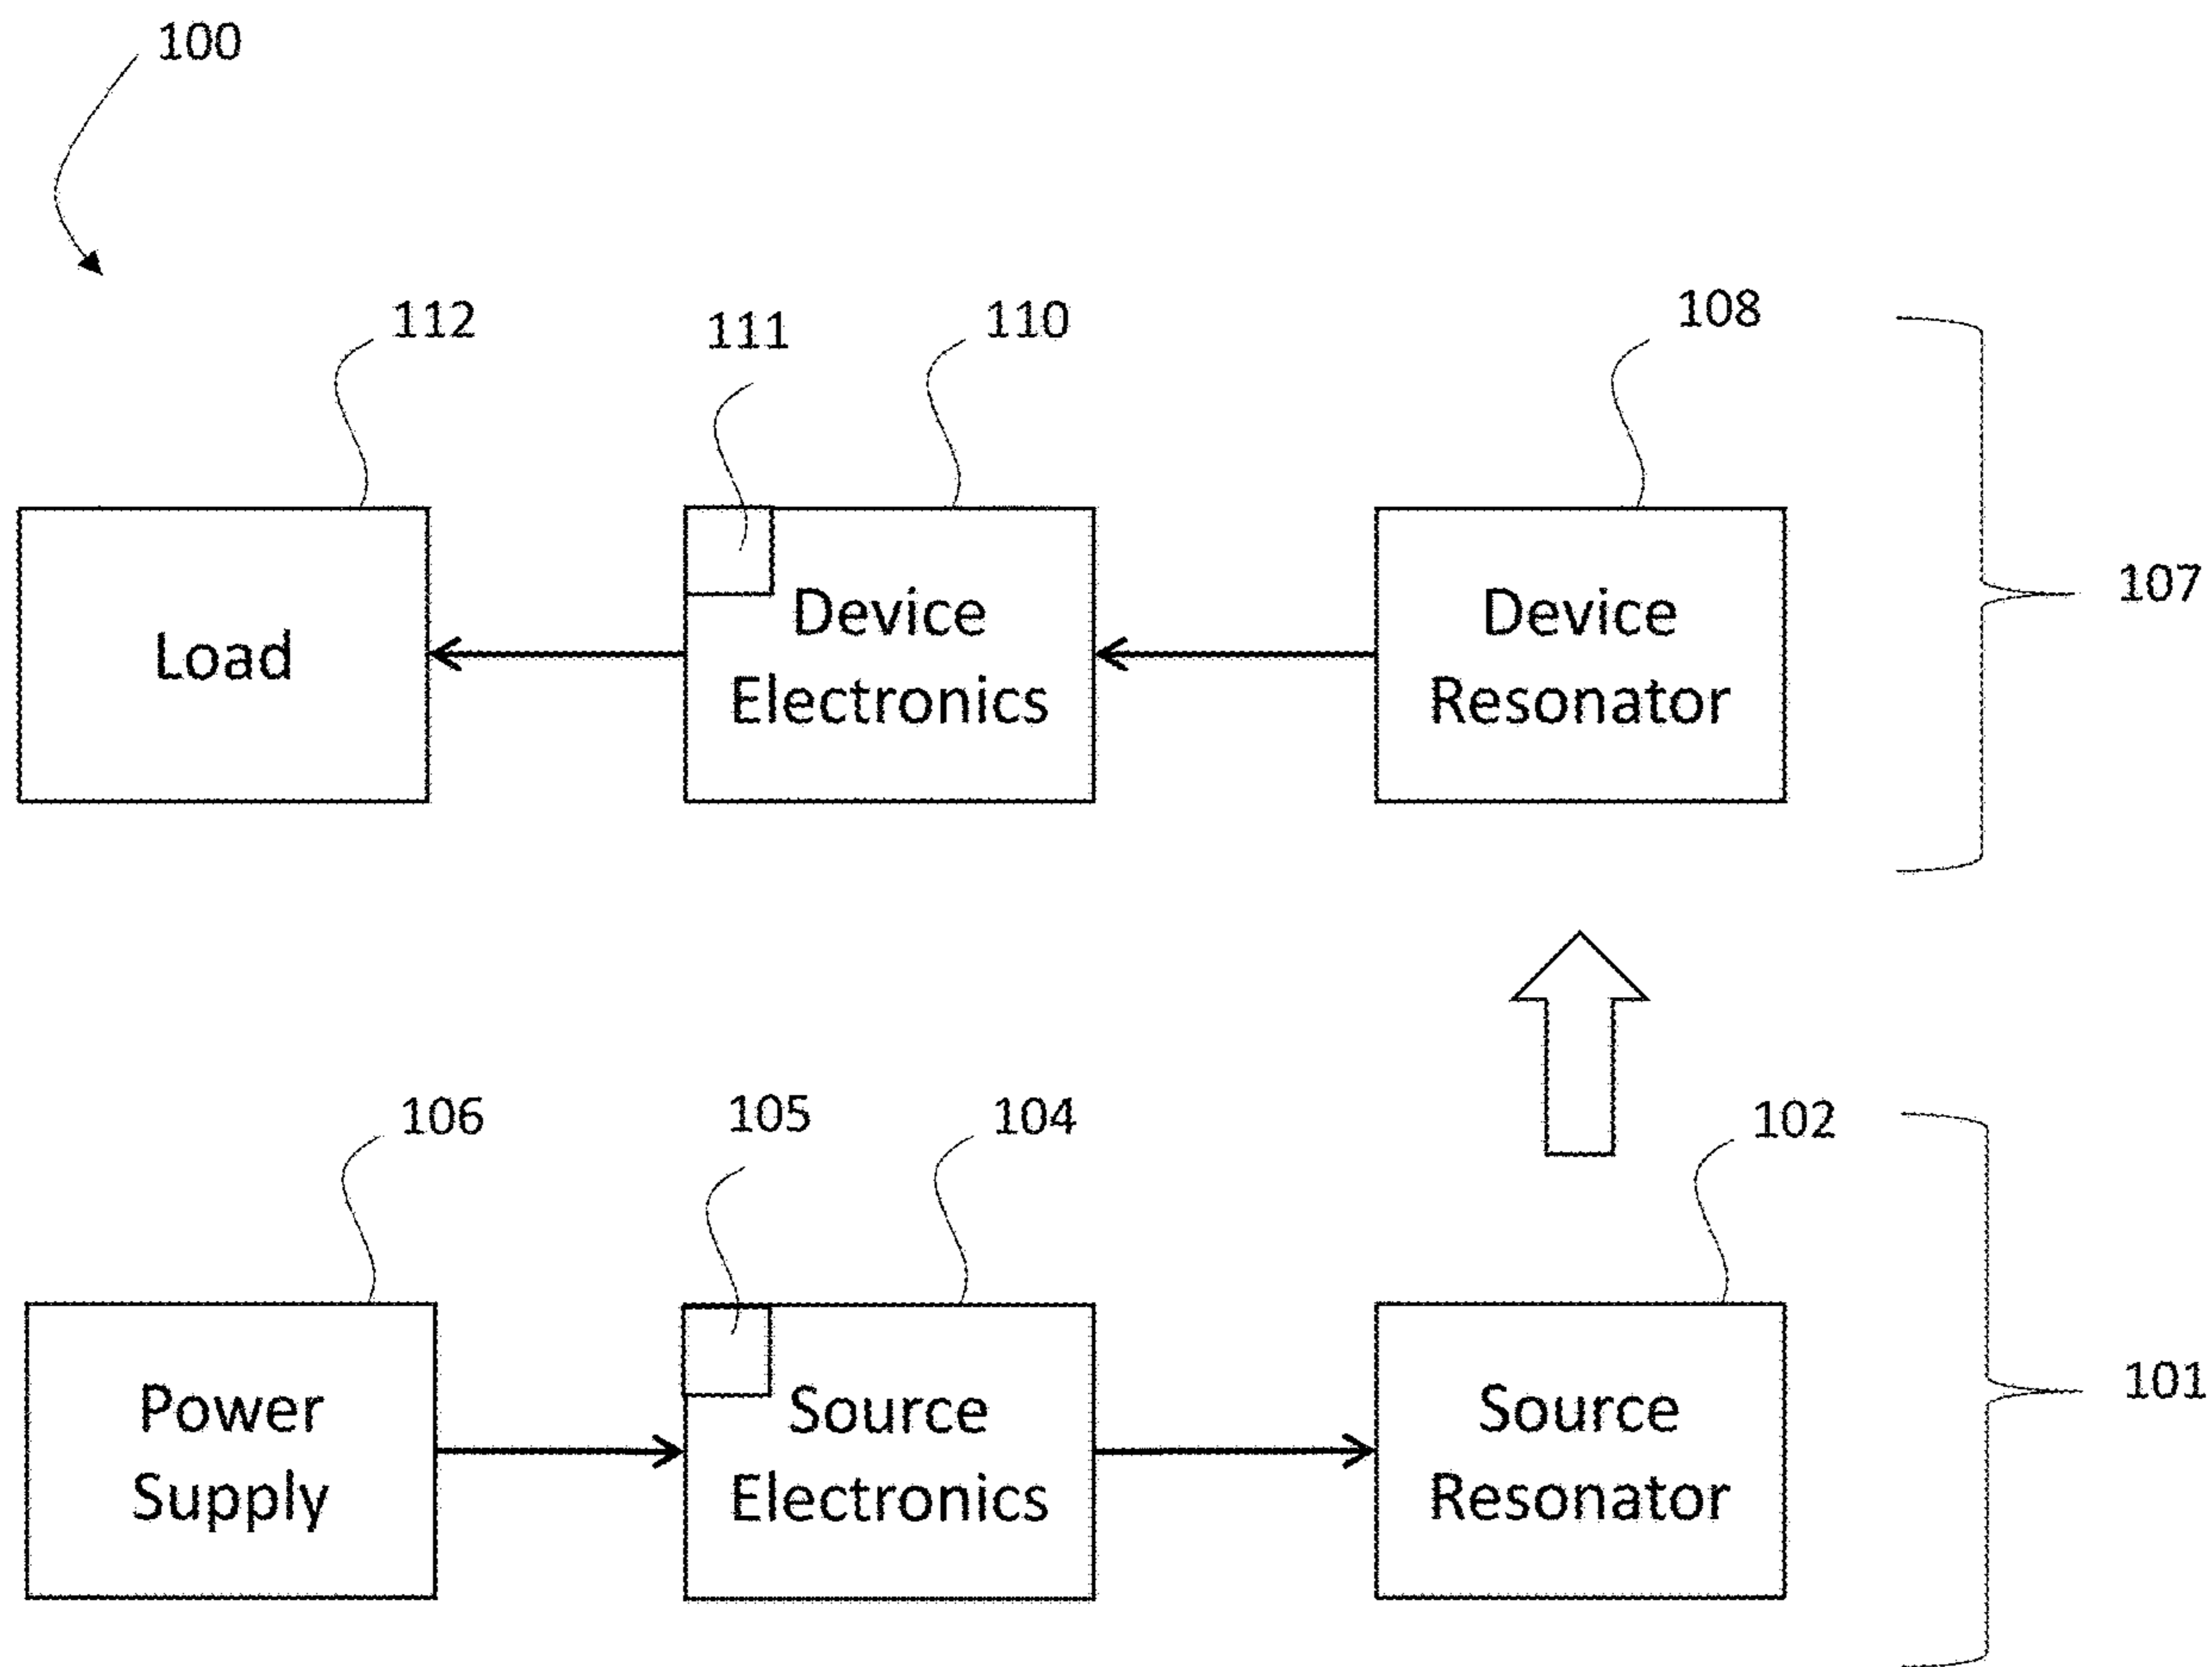 100
112
111
110
108
Load
Device
Electronics
Device
Resonator
107
106
105
104
102
Power
Supply
Source
Electronics
Source
Resonator
101